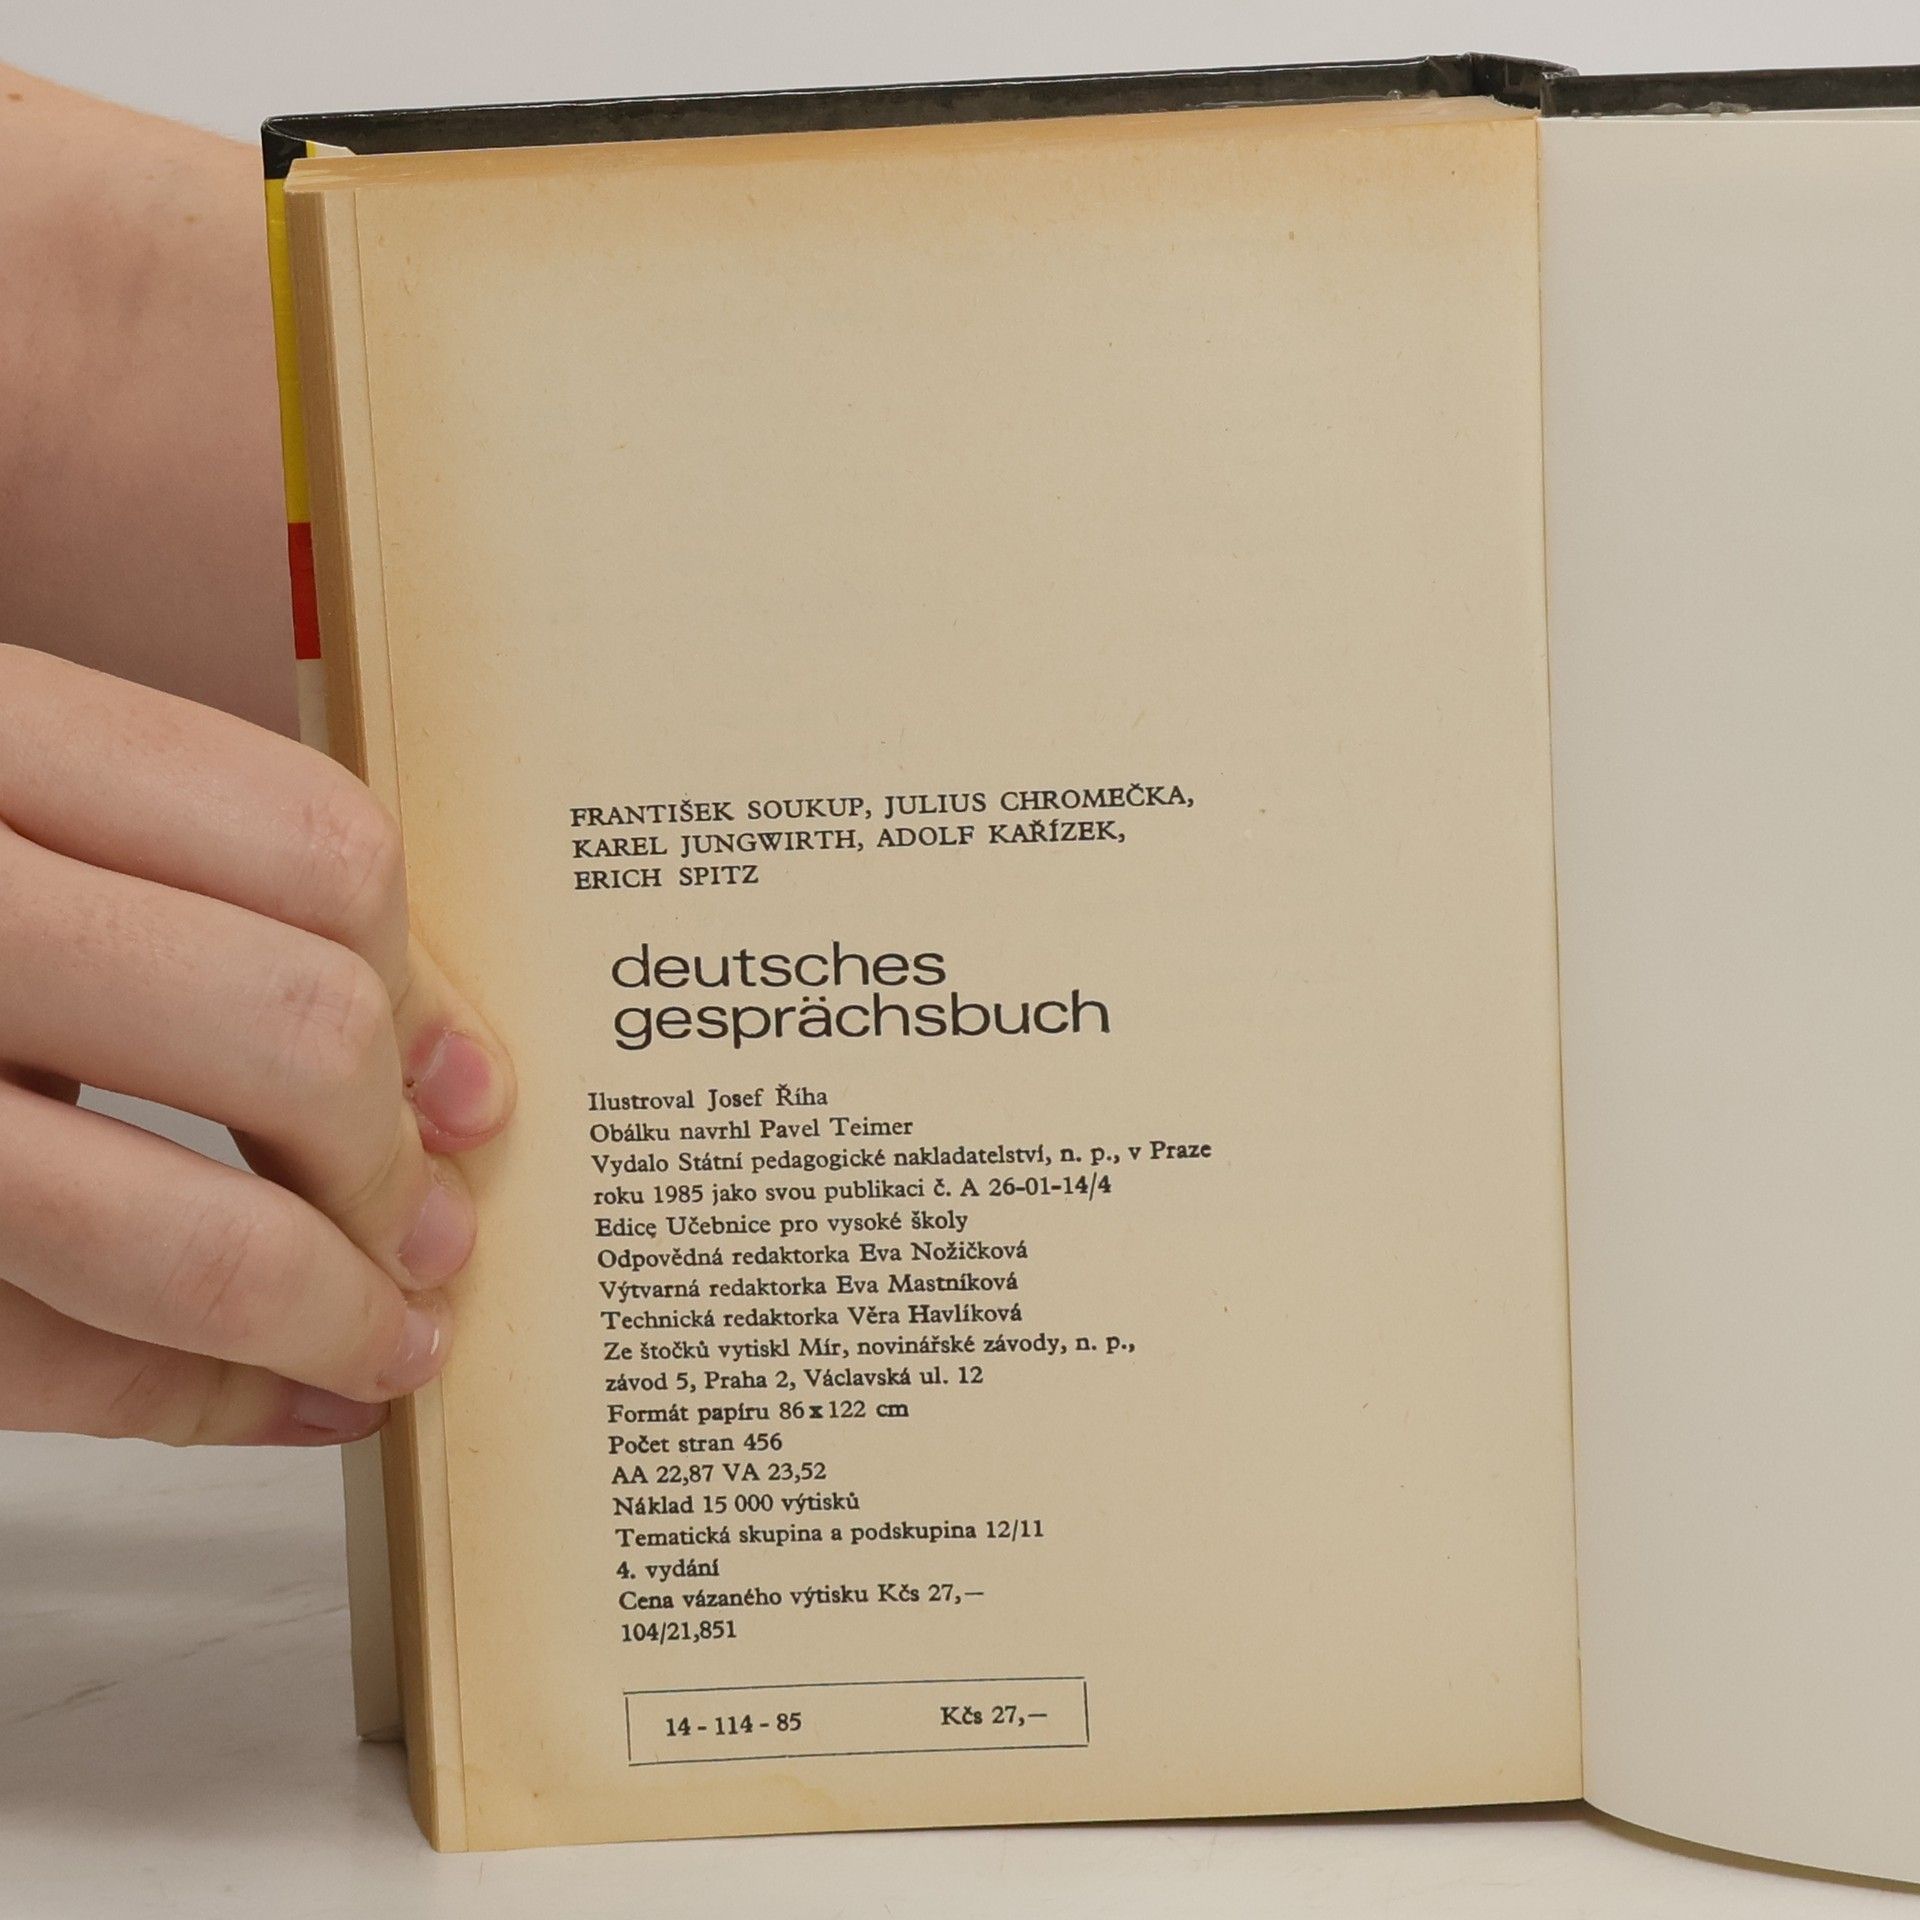 FRANTIŠEK SOUKUP, JULIUS CHROMEČKA,
KAREL JUNGWIRTH, ADOLF KAŘÍZEK,
ERICH SPITZ
deutsches
gesprächsbuch
Ilustroval Josef Říha
Obálku navrhl Pavel Teimer
Vydalo Státní pedagogické nakladatelství, n. p., v Praze
roku 1985 jako svou publikaci č. A 26-01-14/4
Edice Učebnice pro vysoké školy
Odpovědná redaktorka Eva Nožičková
Výtvarná redaktorka Eva Mastníková
Technická redaktorka Věra Havlíková
Ze štočků vytiskl Mír, novinářské závody, n. p.,
závod 5, Praha 2, Václavská ul. 12
Formát papíru 86 x 122 cm
Počet stran 456
AA 22,87 VA 23,52
Náklad 15 000 výtisků
Tematická skupina a podskupina 12/11
4. vydání
Cena vázaného výtisku Kčs 27,—
104/21,851
14 - 114 - 85 Kčs 27,—